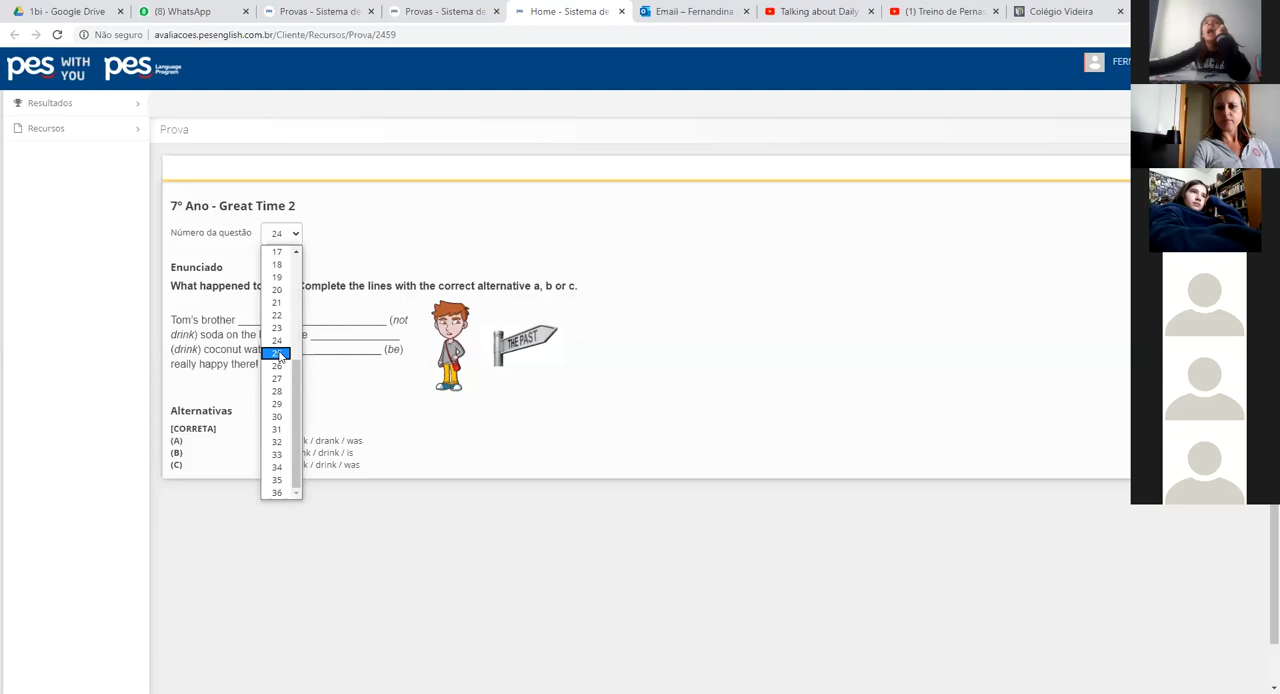 1bi - Google Drive
(8) WhatsApp
Provas - Sistema de
Provas - Sistema de
Home - Sistema de
Email – Fernandina
Talking about Daily
(1) Treino de Pernas
Colégio Videira
Não seguro
avaliacoes.pesenglish.com.br/Cliente/Recursos/Prova/2459
pes WITH YOU
pes Language Program
Resultados
Recursos
Prova
7º Ano - Great Time 2
Número da questão
24
17
18
19
20
21
22
23
24
26
27
28
29
30
31
32
33
34
35
36
Enunciado
What happened to
Complete the lines with the correct alternative a, b or c.
Tom's brother ____ (not
drink) soda on the
____
(drink) coconut
____ (be)
really happy there!
THE PAST
Alternativas
[CORRETA]
(A)
/ drank / was
(B)
/ drink / is
(C)
/ drink / was